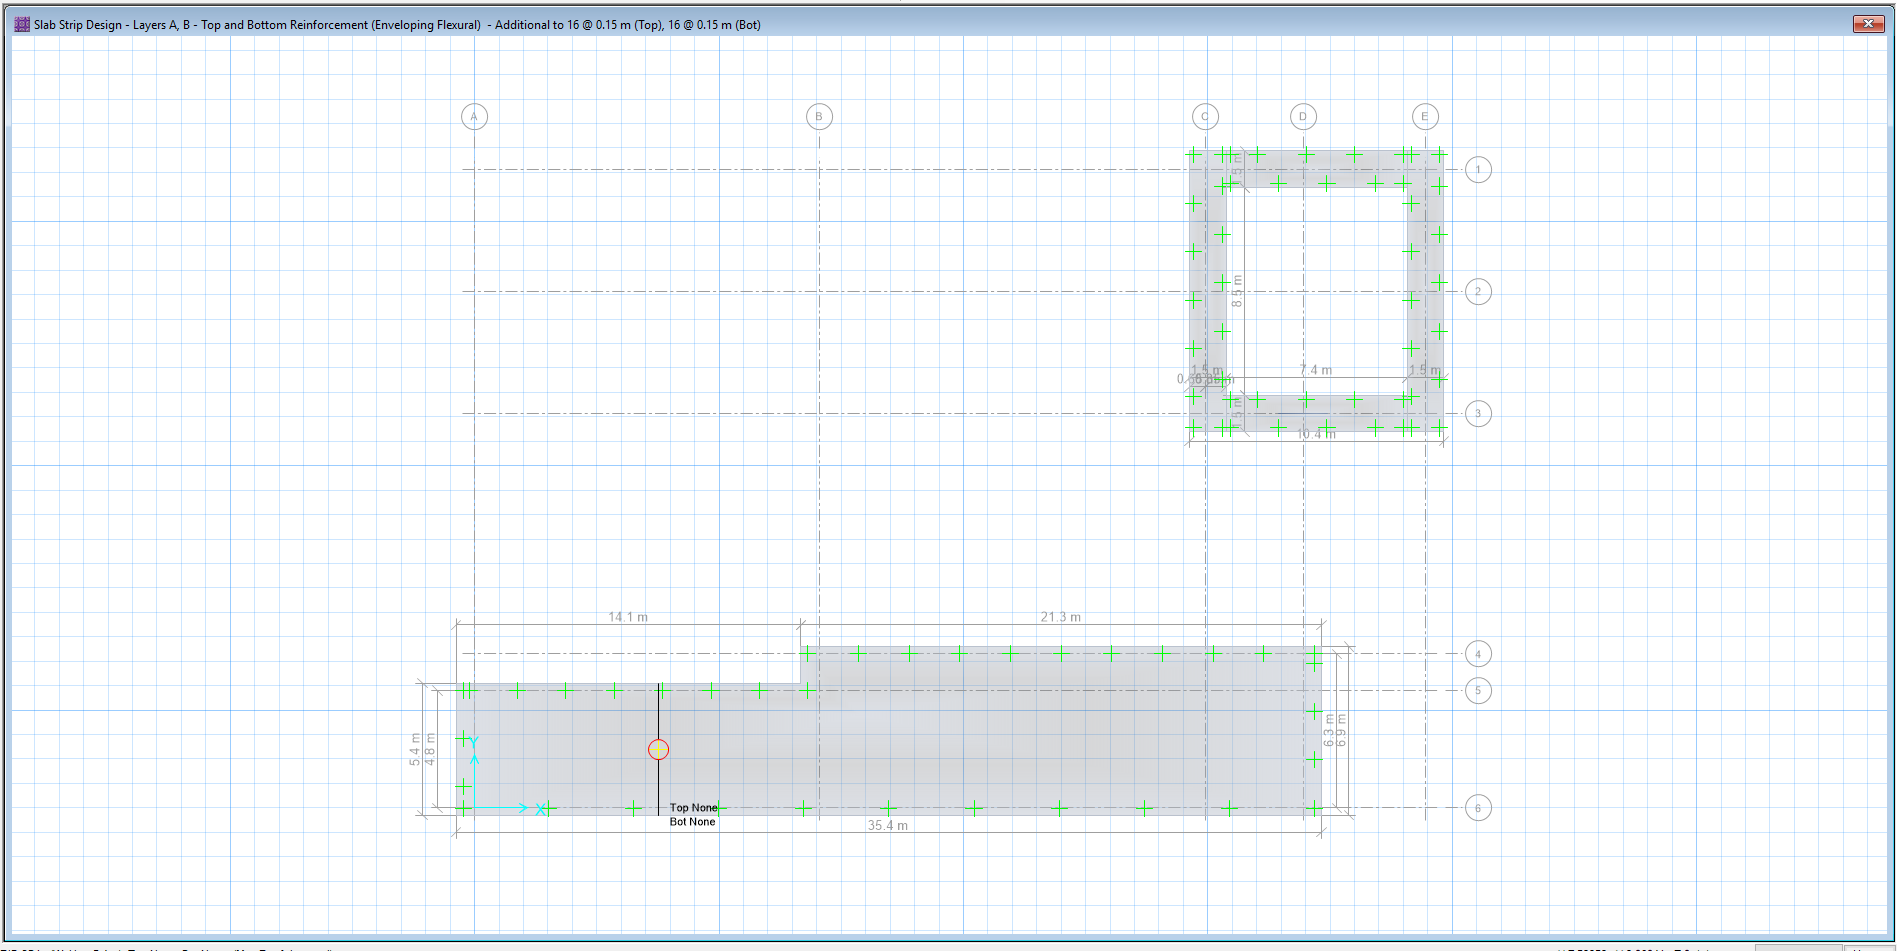 Slab Strip Design - Layers A, B - Top and Bottom Reinforcement (Enveloping Flexural)  - Additional to 16 @ 0.15 m (Top), 16 @ 0.15 m (Bot)
A B C D E
1
8.5 m
2
1.5 m 7.4 m 1.5 m
3
10.4 m
14.1 m 21.3 m
4
5
5.4 m
4.8 m
6.3 m
6.9 m
Y
X
Top None
Bot None
6
35.4 m